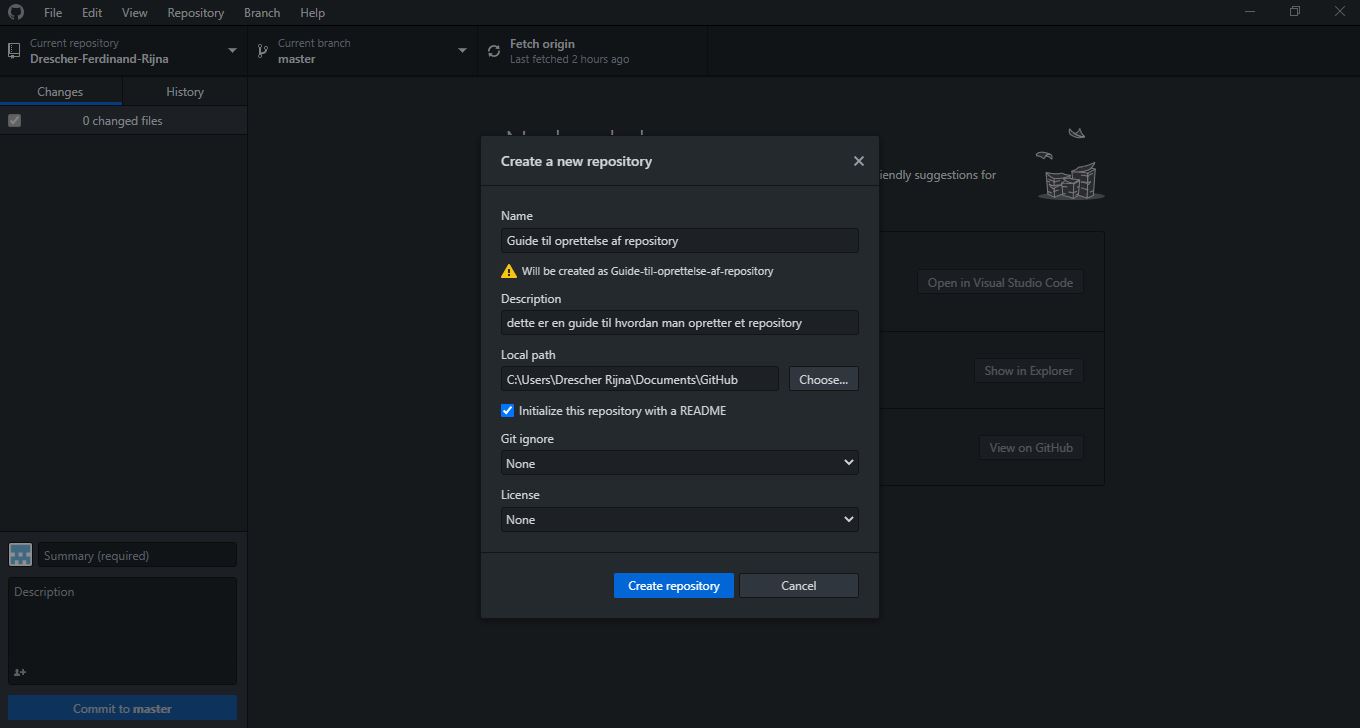 File Edit View Repository Branch Help
Current repository
Drescher-Ferdinand-Rijna
Current branch
master
Fetch origin
Last fetched 2 hours ago
Changes History
0 changed files
Create a new repository
iendly suggestions for
Name
Guide til oprettelse af repository
Will be created as Guide-til-oprettelse-af-repository
Description
dette er en guide til hvordan man opretter et repository
Local path
C:\Users\Drescher Rijna\Documents\GitHub
Choose...
Initialize this repository with a README
Git ignore
None
License
None
Create repository Cancel
Open in Visual Studio Code
Show in Explorer
View on GitHub
Summary (required)
Description
Commit to master